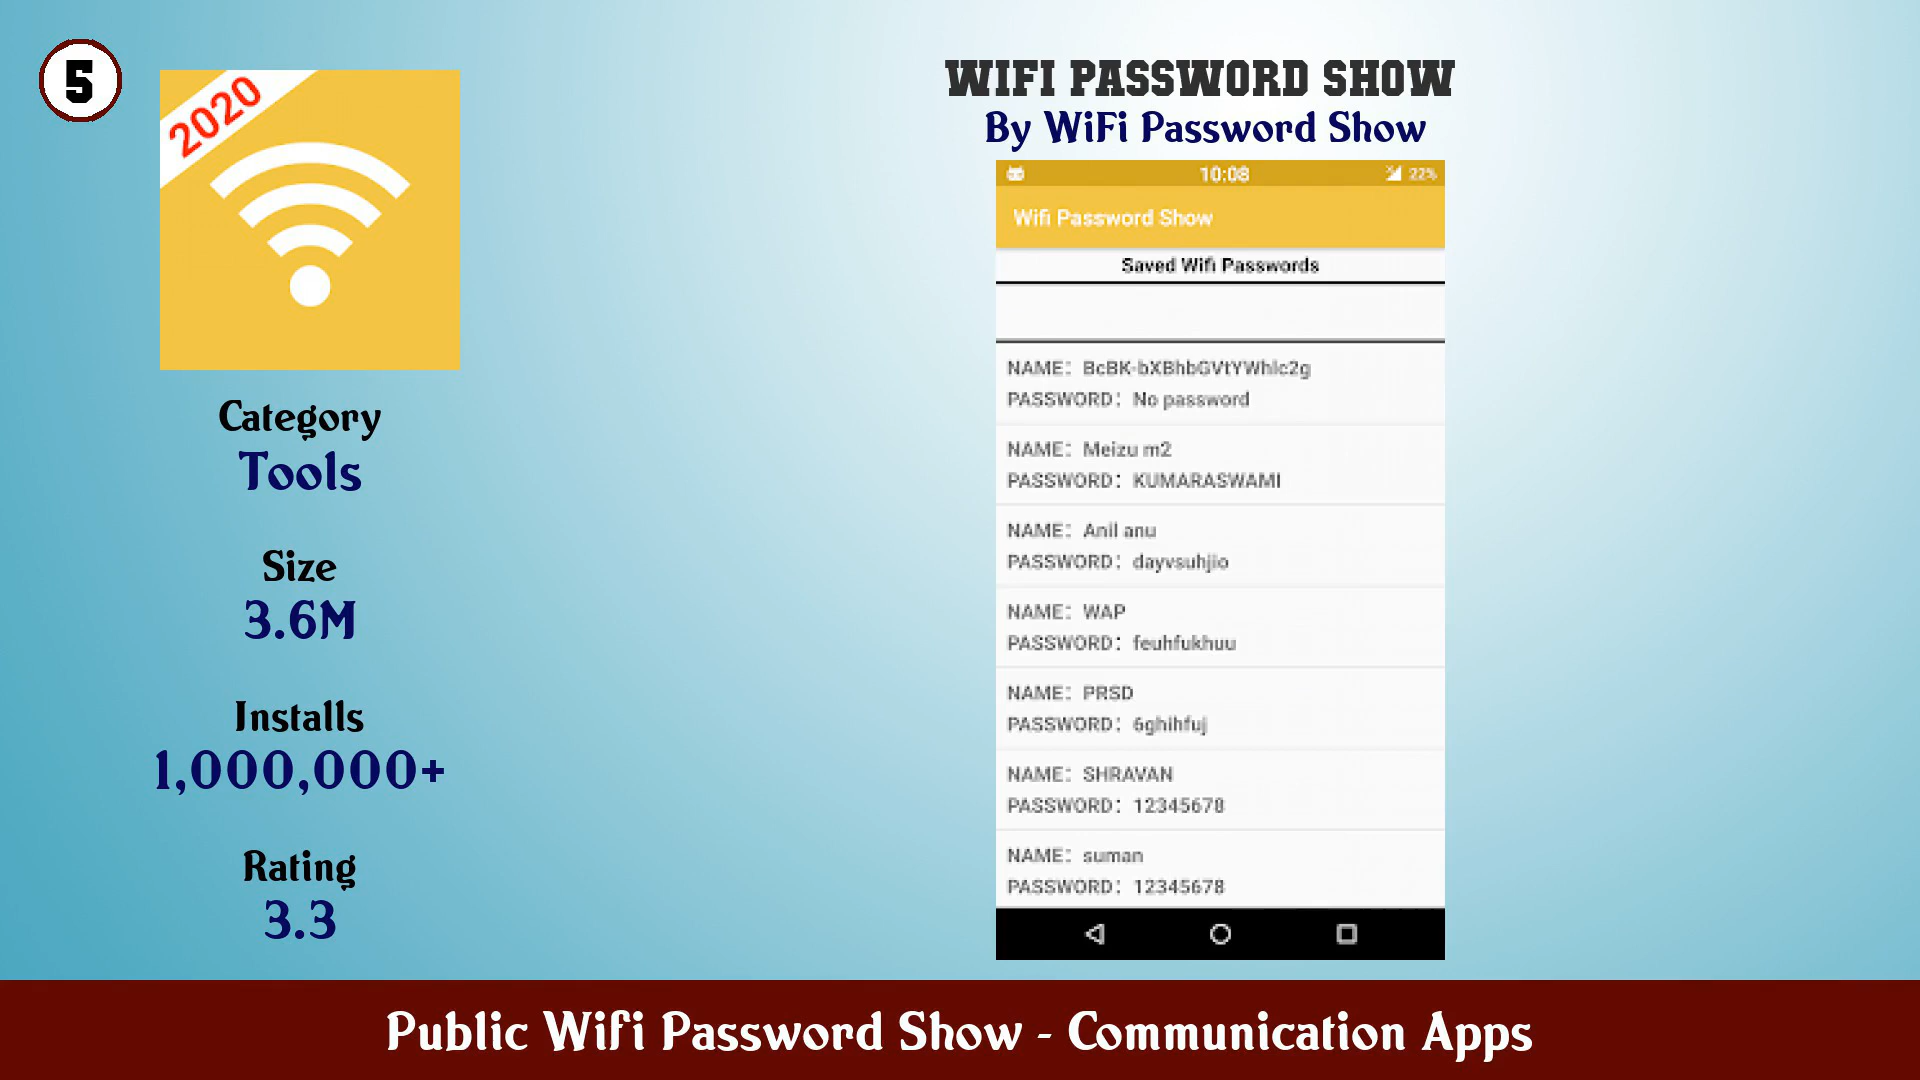 5
2020
WIFI PASSWORD SHOW
By WiFi Password Show
Category
Tools
Size
3.6M
Installs
1,000,000+
Rating
3.3
10:08
22%
Wifi Password Show
Saved Wifi Passwords
NAME: BcBK-bXBhbGVtYWhlc2g
PASSWORD: No password
NAME: Meizu m2
PASSWORD: KUMARASWAMI
NAME: Anil anu
PASSWORD: dayvsuhjio
NAME: WAP
PASSWORD: feuhfukhuu
NAME: PRSD
PASSWORD: 6ghihfuj
NAME: SHRAVAN
PASSWORD: 12345678
NAME: suman
PASSWORD: 12345678
Public Wifi Password Show - Communication Apps